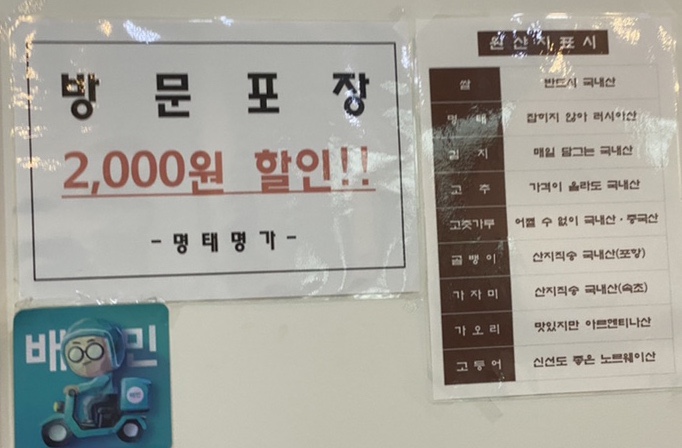 방문포장
2,000원 할인!!
-명태명가-
원산지표시
쌀 반드시 국내산
명태 잡히지 않아 러시아산
김치 매일 담그는 국내산
고추 가격이 올라도 국내산
고춧가루 어쩔 수 없이 국내산·중국산
골뱅이 산지직송 국내산(포항)
가자미 산지직송 국내산(속초)
가오리 맛있지만 아르헨티나산
고등어 신선도 좋은 노르웨이산
배민